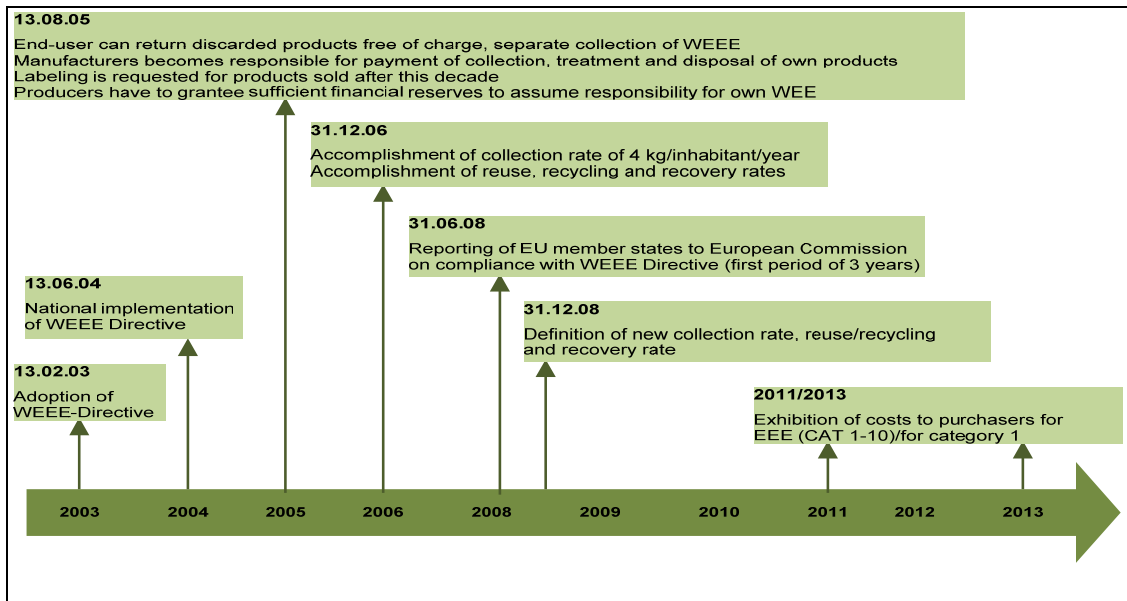 13.08.05
End-user can return discarded products free of charge, separate collection of WEEE
Manufacturers becomes responsible for payment of collection, treatment and disposal of own products
Labeling is requested for products sold after this decade
Producers have to grantee sufficient financial reserves to assume responsibility for own WEE
31.12.06
Accomplishment of collection rate of 4 kg/inhabitant/year
Accomplishment of reuse, recycling and recovery rates
31.06.08
Reporting of EU member states to European Commission
on compliance with WEEE Directive (first period of 3 years)
13.06.04
National implementation
of WEEE Directive
31.12.08
Definition of new collection rate, reuse/recycling
and recovery rate
13.02.03
Adoption of
WEEE-Directive
2011/2013
Exhibition of costs to purchasers for
EEE (CAT 1-10)/for category 1
2003 2004 2005 2006 2008 2009 2010 2011 2012 2013